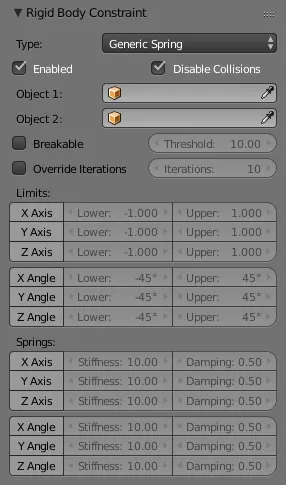 Rigid Body Constraint
Type: Generic Spring
Enabled Disable Collisions
Object 1:
Object 2:
Breakable Threshold: 10.00
Override Iterations Iterations: 10
Limits:
X Axis Lower: -1.000 Upper: 1.000
Y Axis Lower: -1.000 Upper: 1.000
Z Axis Lower: -1.000 Upper: 1.000
X Angle Lower: -45° Upper: 45°
Y Angle Lower: -45° Upper: 45°
Z Angle Lower: -45° Upper: 45°
Springs:
X Axis Stiffness: 10.00 Damping: 0.50
Y Axis Stiffness: 10.00 Damping: 0.50
Z Axis Stiffness: 10.00 Damping: 0.50
X Angle Stiffness: 10.00 Damping: 0.50
Y Angle Stiffness: 10.00 Damping: 0.50
Z Angle Stiffness: 10.00 Damping: 0.50